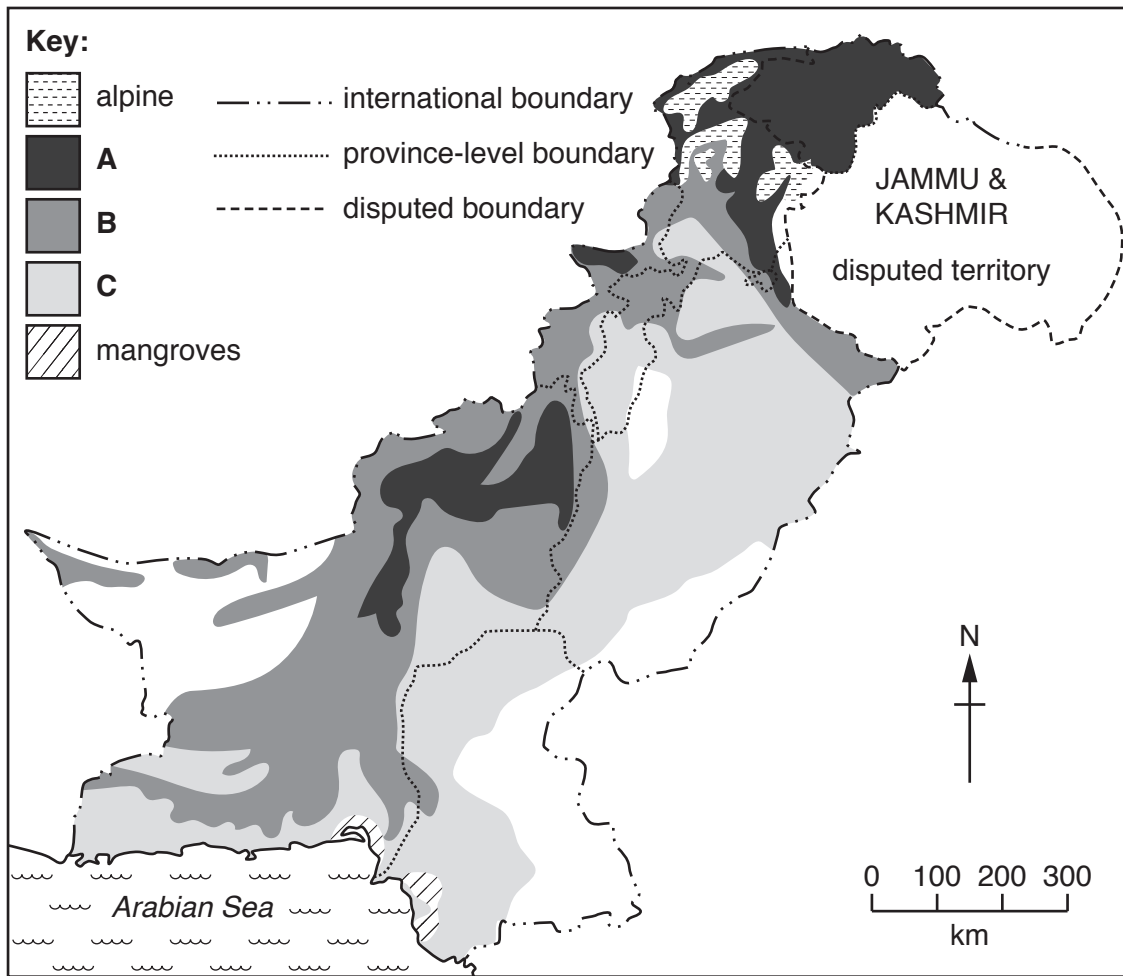 Key:
alpine
A
B
C
mangroves
international boundary
province-level boundary
disputed boundary
JAMMU &
KASHMIR
disputed territory
N
0 100 200 300
km
Arabian Sea